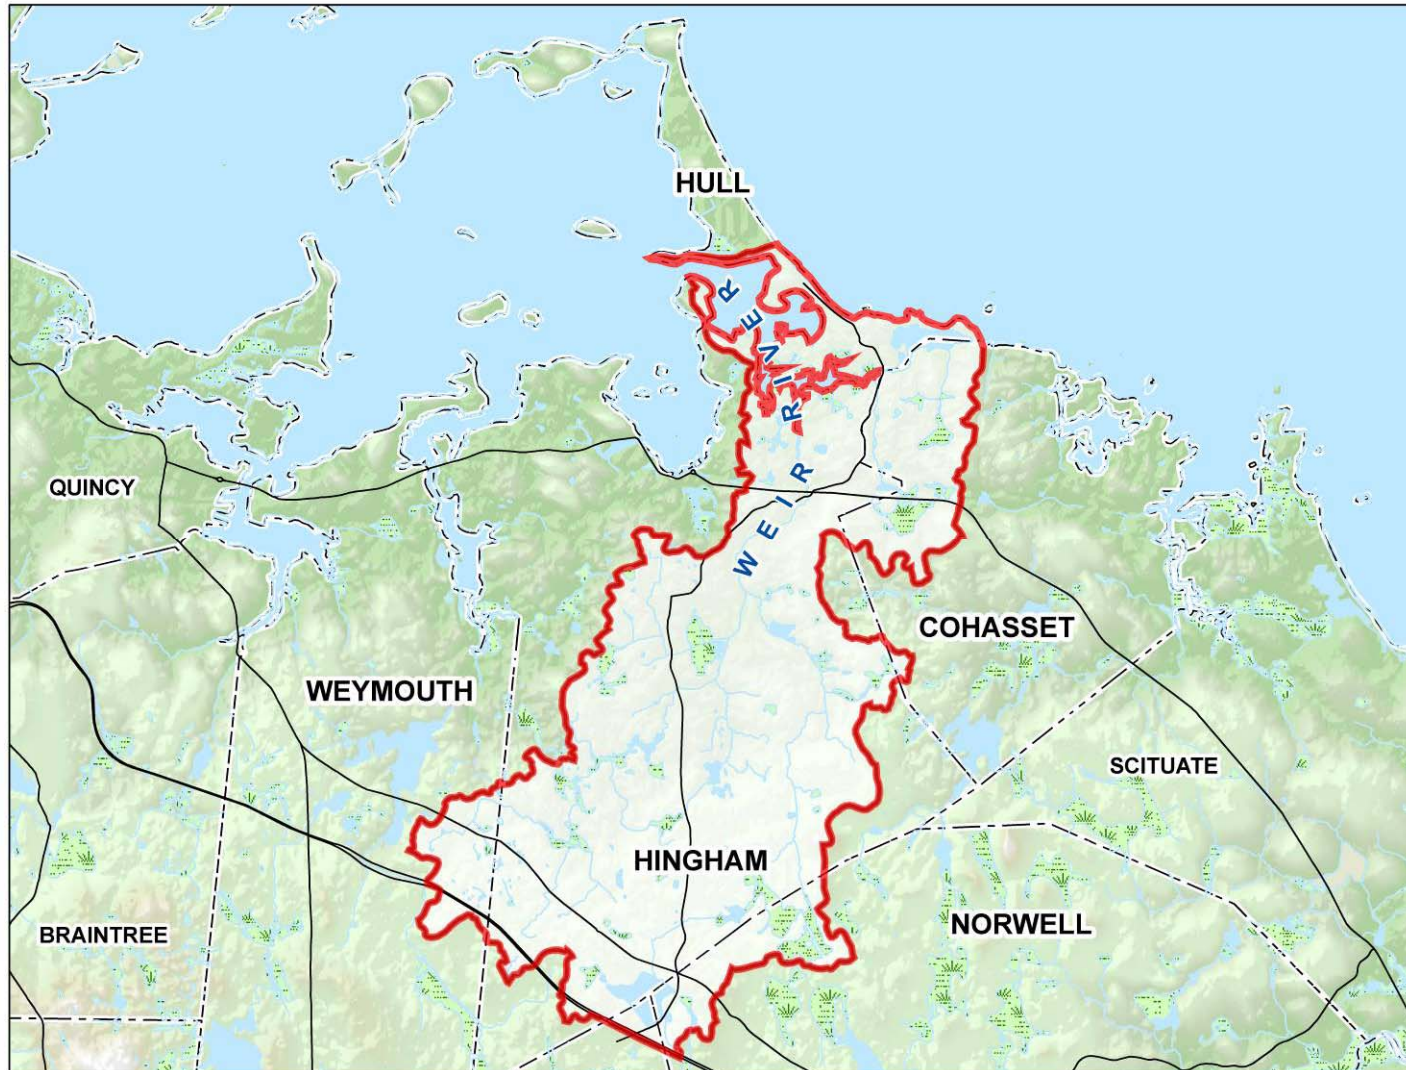 HULL
WEIR RIVER
QUINCY
COHASSET
WEYMOUTH
SCITUATE
HINGHAM
NORWELL
BRAINTREE